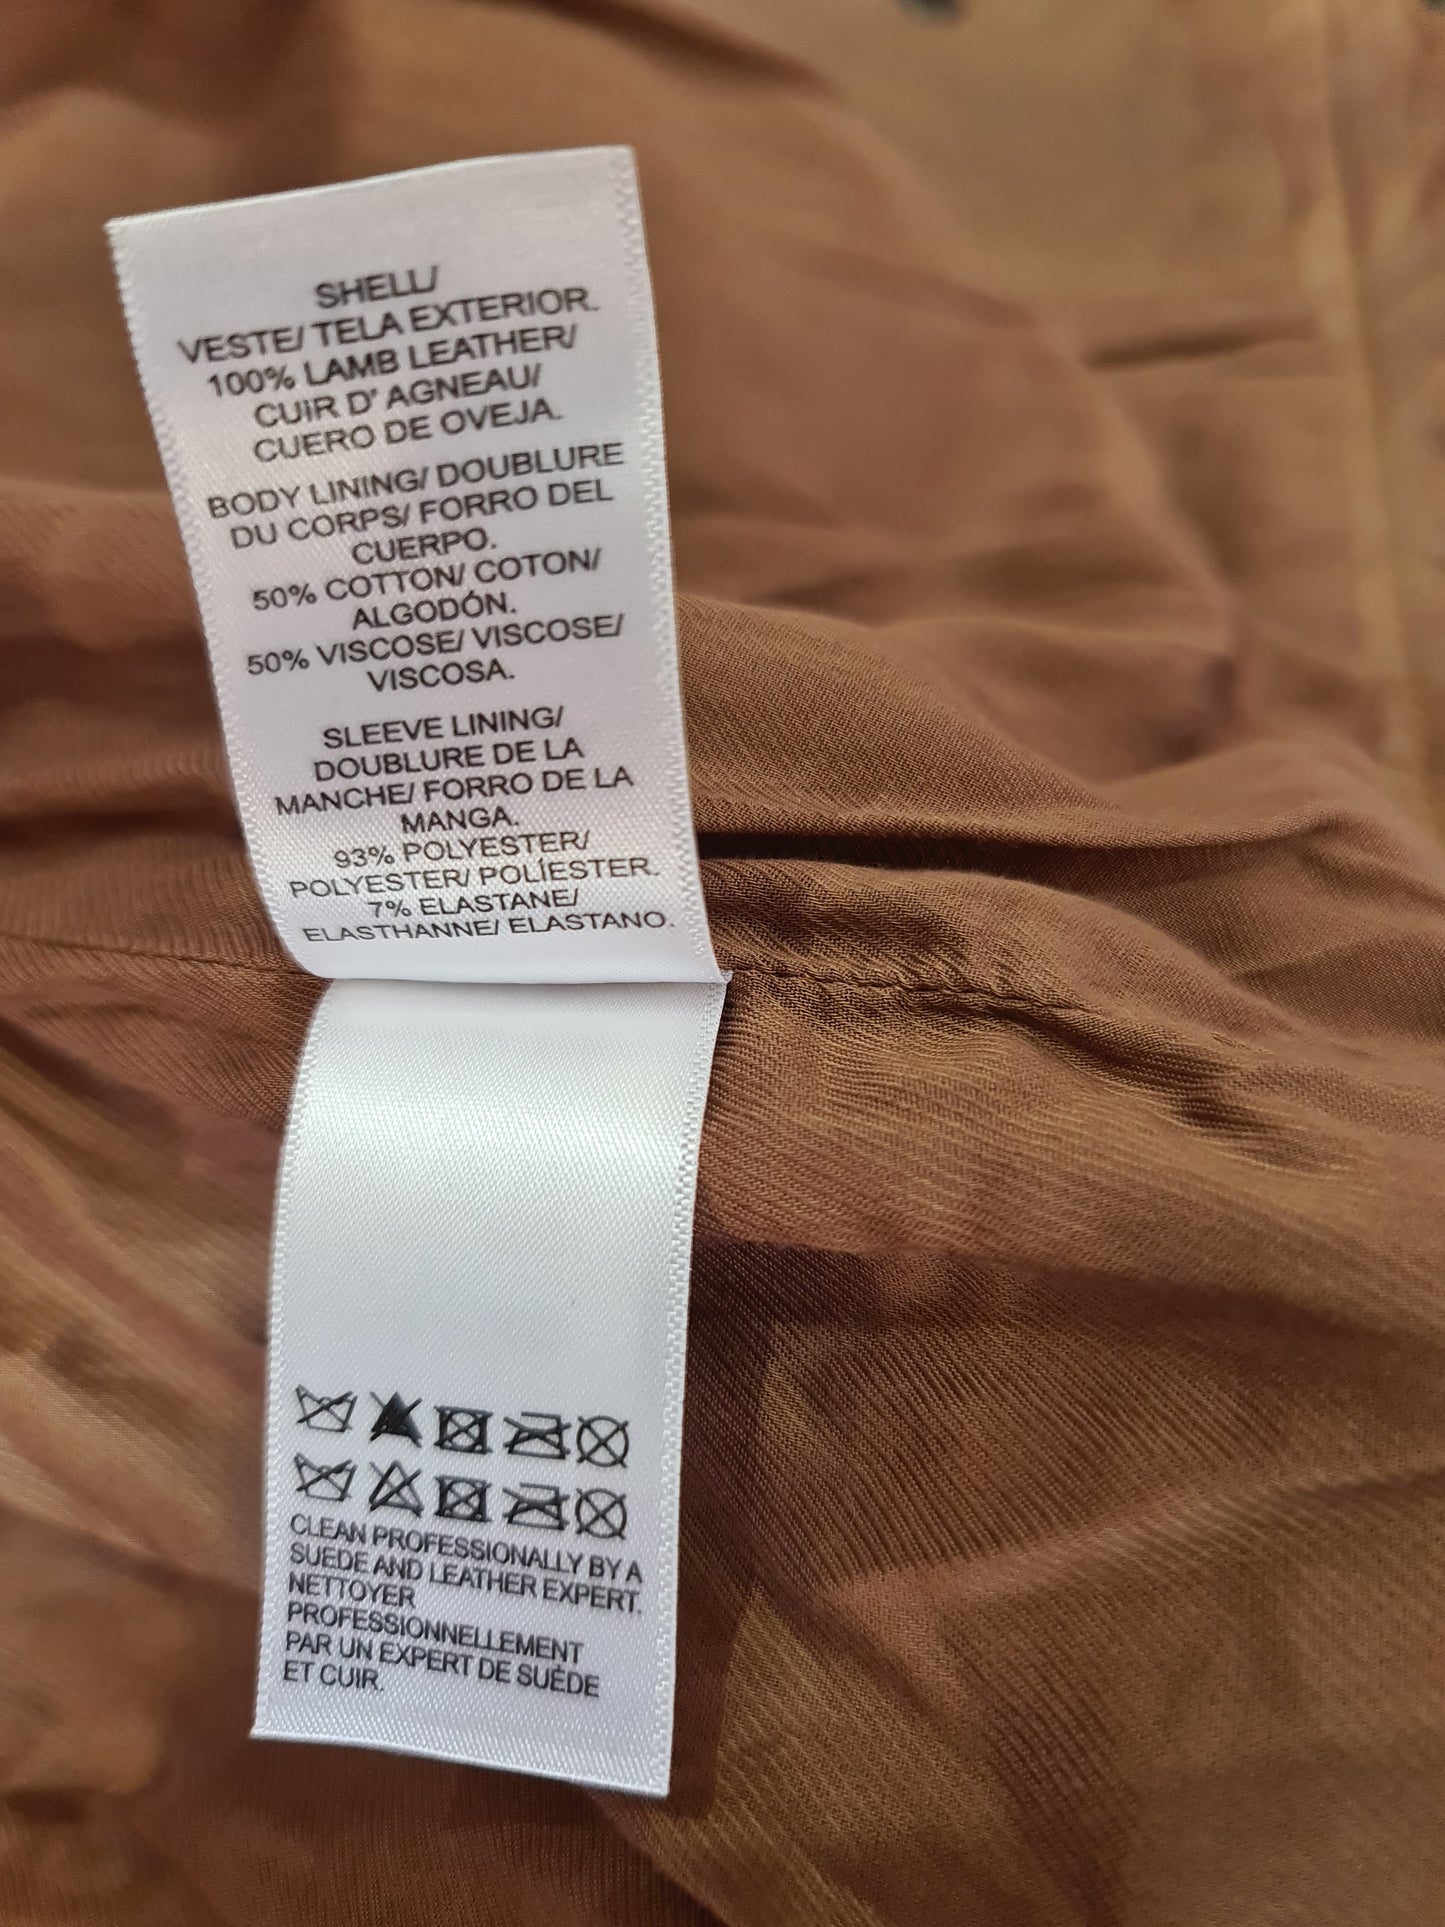 SHELL/
VESTE/ TELA EXTERIOR.
100% LAMB LEATHER/
CUIR D' AGNEAU/
CUERO DE OVEJA.
BODY LINING/ DOUBLURE
DU CORPS/ FORRO DEL
CUERPO.
50% COTTON/ COTON/
ALGODÓN.
50% VISCOSE/ VISCOSE/
VISCOSA.
SLEEVE LINING/
DOUBLURE DE LA
MANCHE/ FORRO DE LA
MANGA.
93% POLYESTER/
POLYESTER/ POLÍESTER.
7% ELASTANE/
ELASTHANNE/ ELASTANO.
CLEAN PROFESSIONALLY BY A
SUEDE AND LEATHER EXPERT.
NETTOYER
PROFESSIONNELLEMENT
PAR UN EXPERT DE SUÈDE
ET CUIR.